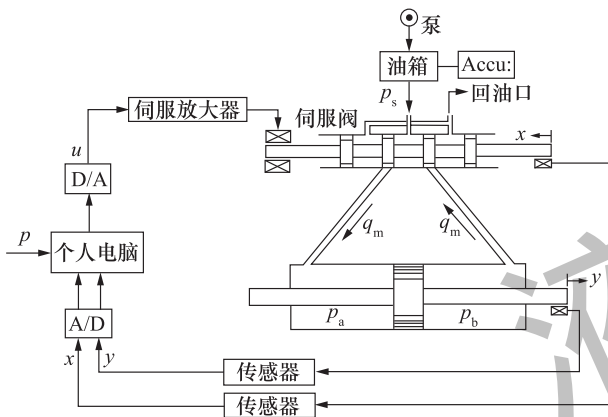 泵
油箱
Accu:
p_s
回油口
伺服放大器
伺服阀
x
u
D/A
q_m
q_m
p
个人电脑
y
p_a
p_b
A/D
x
y
传感器
传感器